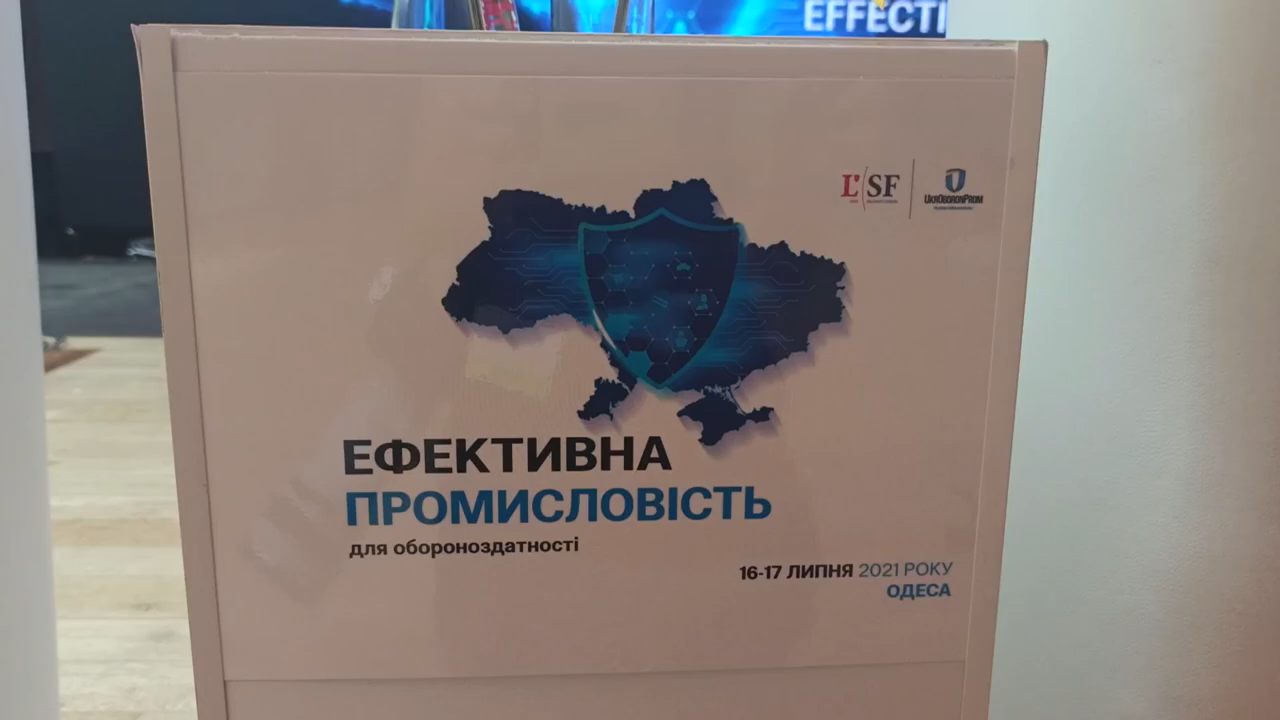 EFFECTI
L'SF
UKROBORONPROM
ЕФЕКТИВНА
ПРОМИСЛОВІСТЬ
для обороноздатності
16-17 ЛИПНЯ 2021 РОКУ
ОДЕСА